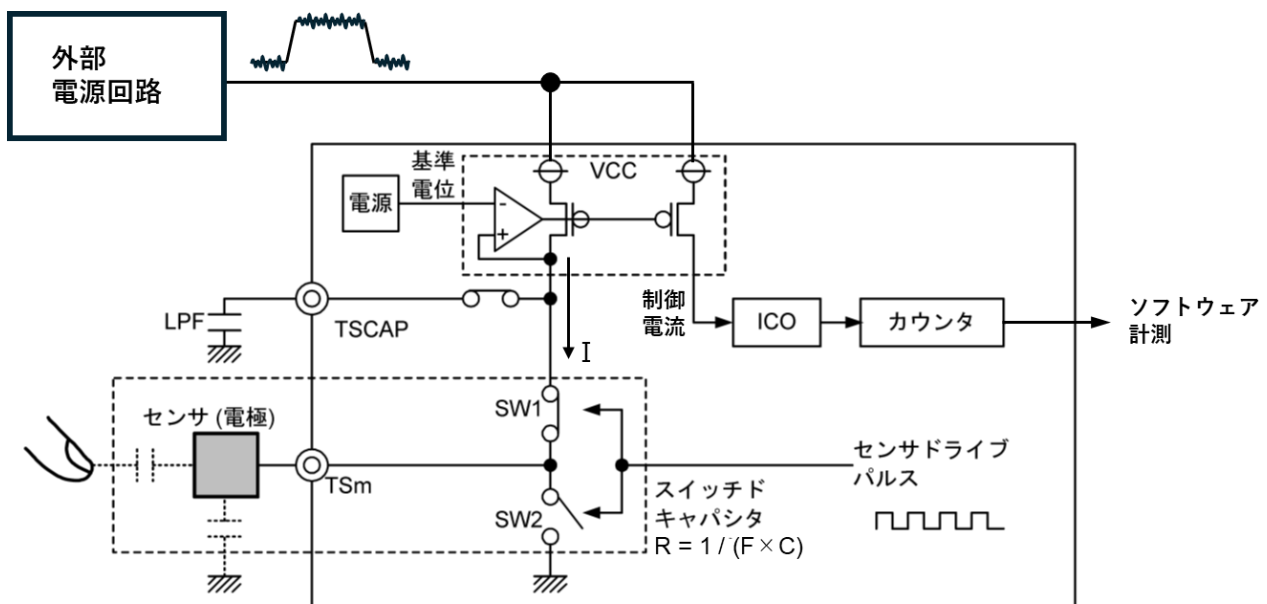 外部
電源回路
基準
電位
VCC
電源
-
+
制御
電流
ICO
カウンタ
ソフトウェア
計測
LPF
TSCAP
I
センサ (電極)
SW1
TSm
SW2
センサドライブ
パルス
スイッチド
キャパシタ
R = 1 / (F×C)